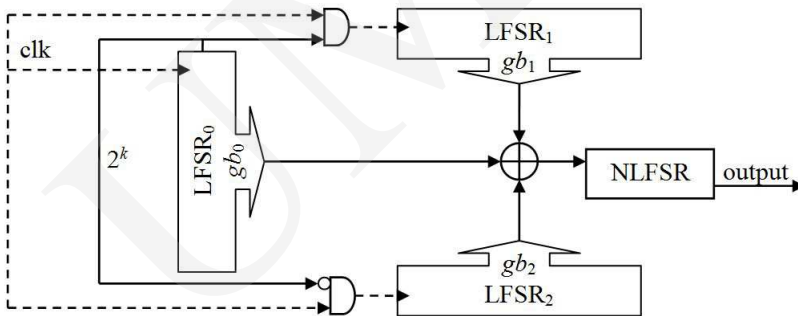 LFSR₁
gb₁
clk
LFSR₀
gb₀
2ᵏ
NLFSR
output
gb₂
LFSR₂